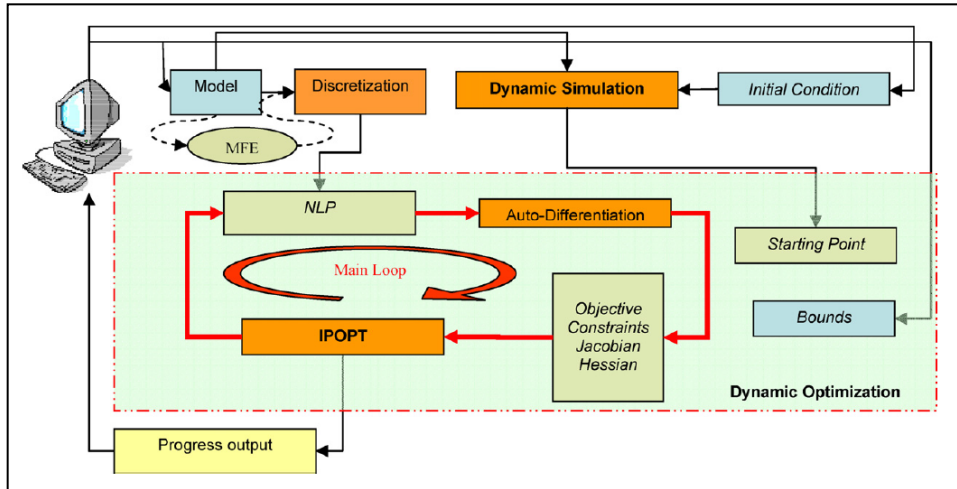 Model
Discretization
Dynamic Simulation
Initial Condition
MFE
NLP
Auto-Differentiation
Starting Point
Main Loop
Objective
Constraints
Jacobian
Hessian
Bounds
IPOPT
Dynamic Optimization
Progress output